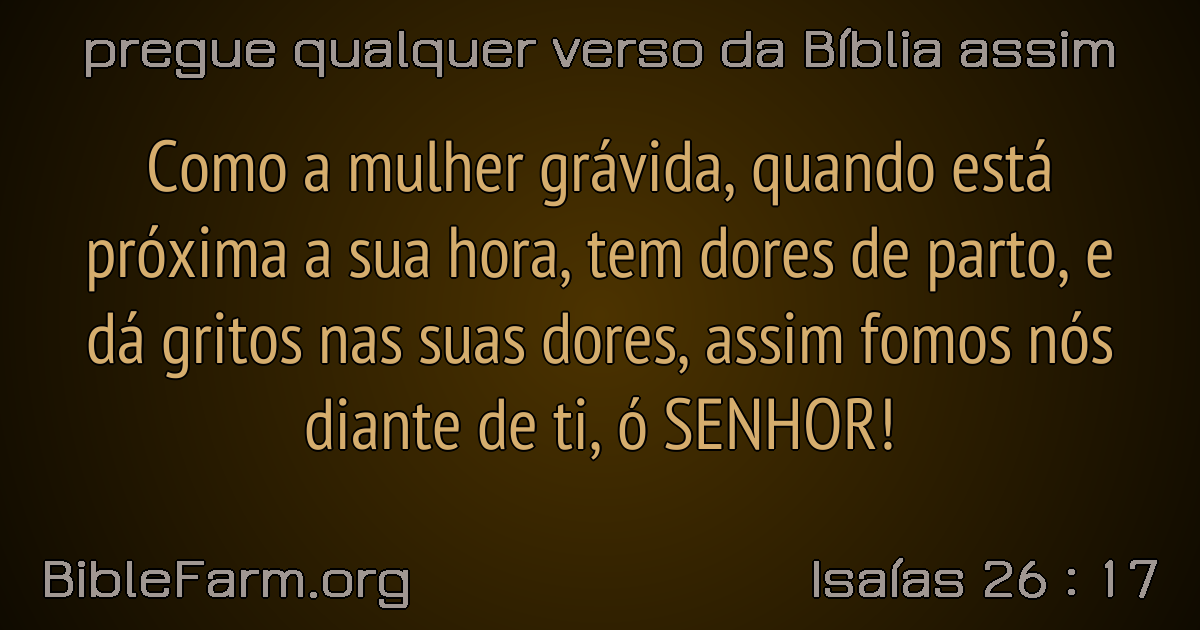 pregue qualquer verso da Bíblia assim
Como a mulher grávida, quando está
próxima a sua hora, tem dores de parto, e
dá gritos nas suas dores, assim fomos nós
diante de ti, ó SENHOR!
BibleFarm.org
Isaías 26 : 17